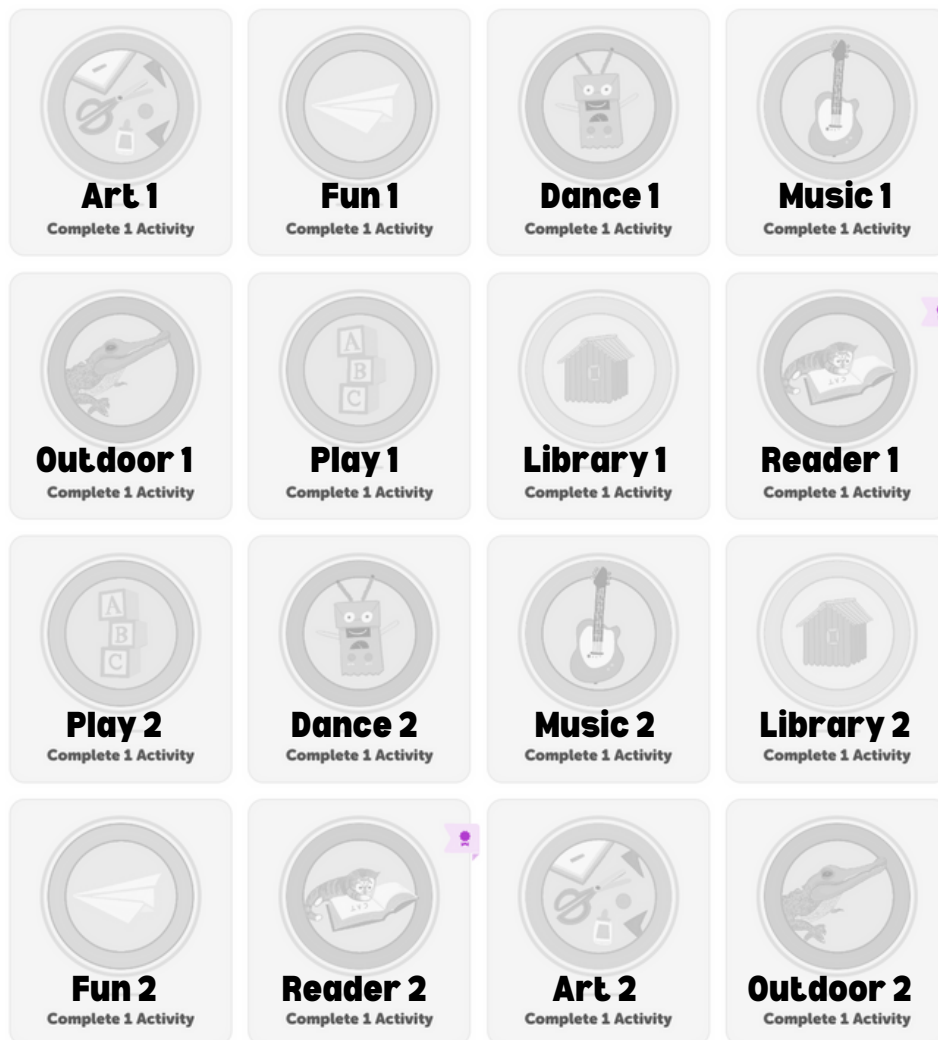 Art 1
Complete 1 Activity
Fun 1
Complete 1 Activity
Dance 1
Complete 1 Activity
Music 1
Complete 1 Activity
Outdoor 1
Complete 1 Activity
A
B
C
Play 1
Complete 1 Activity
Library 1
Complete 1 Activity
CAT
Reader 1
Complete 1 Activity
A
B
C
Play 2
Complete 1 Activity
Dance 2
Complete 1 Activity
Music 2
Complete 1 Activity
Library 2
Complete 1 Activity
Fun 2
Complete 1 Activity
CAT
Reader 2
Complete 1 Activity
Art 2
Complete 1 Activity
Outdoor 2
Complete 1 Activity